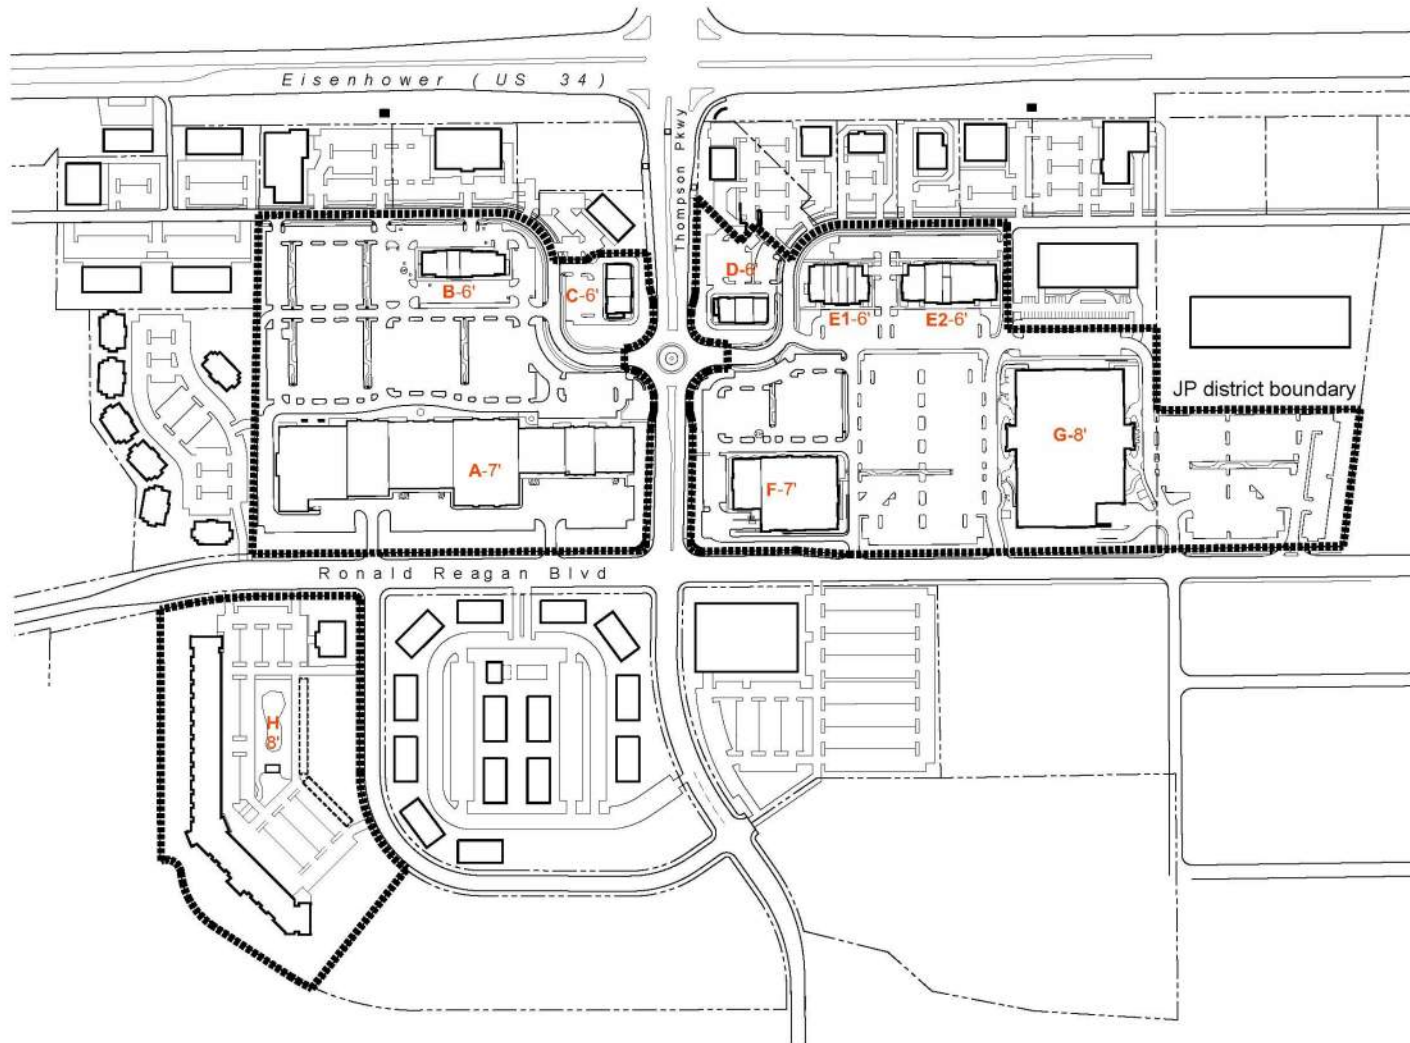 Eisenhower (US 34)
Thompson Pkwy
B-6'
C-6'
D-6'
E1-6'
E2-6'
JP district boundary
A-7'
F-7'
G-8'
Ronald Reagan Blvd
H
8'